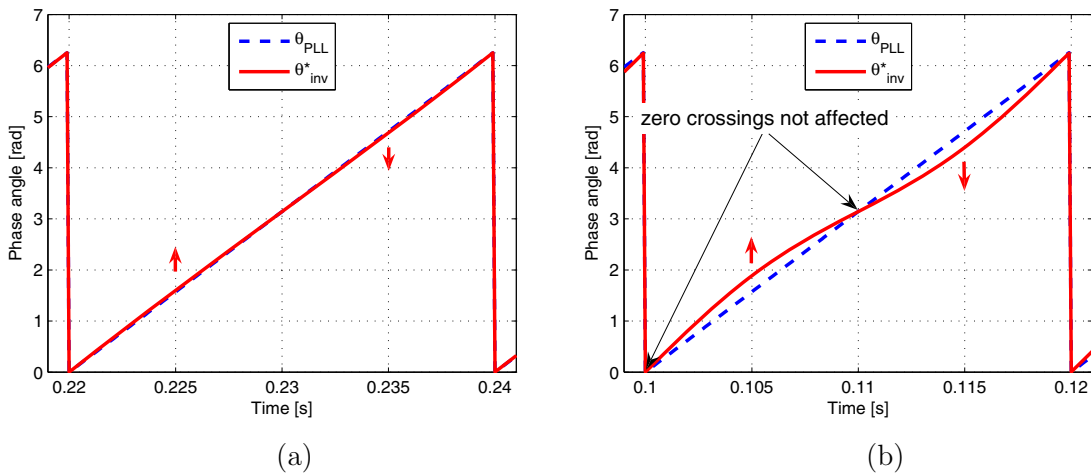 7
6
5
4
3
2
1
0
Phase angle [rad]
θPLL
θ*inv
0.22
0.225
0.23
0.235
0.24
Time [s]
(a)
7
6
5
4
3
2
1
0
Phase angle [rad]
θPLL
θ*inv
zero crossings not affected
0.1
0.105
0.11
0.115
0.12
Time [s]
(b)